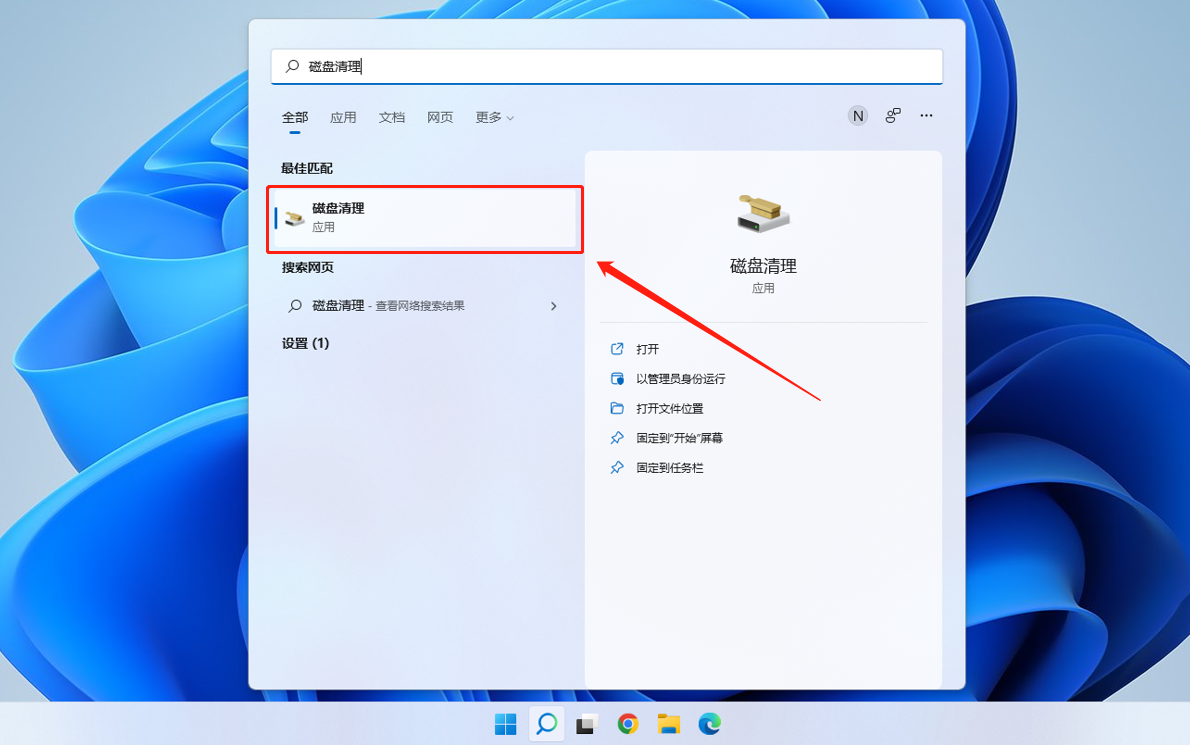 磁盘清理
全部 应用 文档 网页 更多
N
最佳匹配
磁盘清理
应用
搜索网页
磁盘清理 - 查看网络搜索结果
设置 (1)
磁盘清理
应用
打开
以管理员身份运行
打开文件位置
固定到"开始"屏幕
固定到任务栏